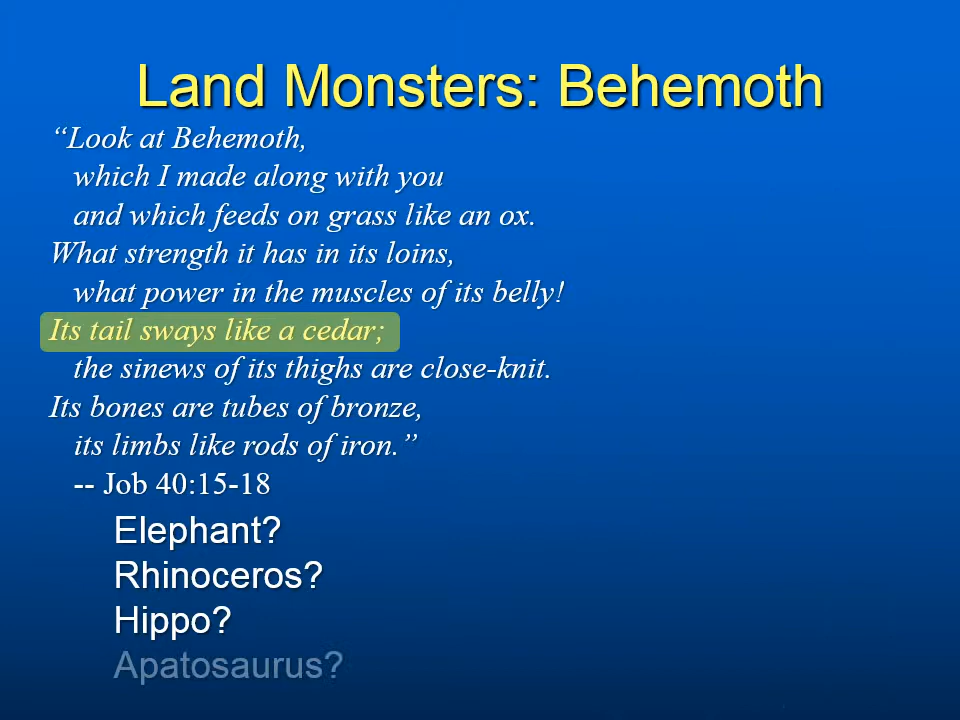 Land Monsters: Behemoth
“Look at Behemoth,
which I made along with you
and which feeds on grass like an ox.
What strength it has in its loins,
what power in the muscles of its belly!
Its tail sways like a cedar;
the sinews of its thighs are close-knit.
Its bones are tubes of bronze,
its limbs like rods of iron.”
-- Job 40:15-18
Elephant?
Rhinoceros?
Hippo?
Apatosaurus?